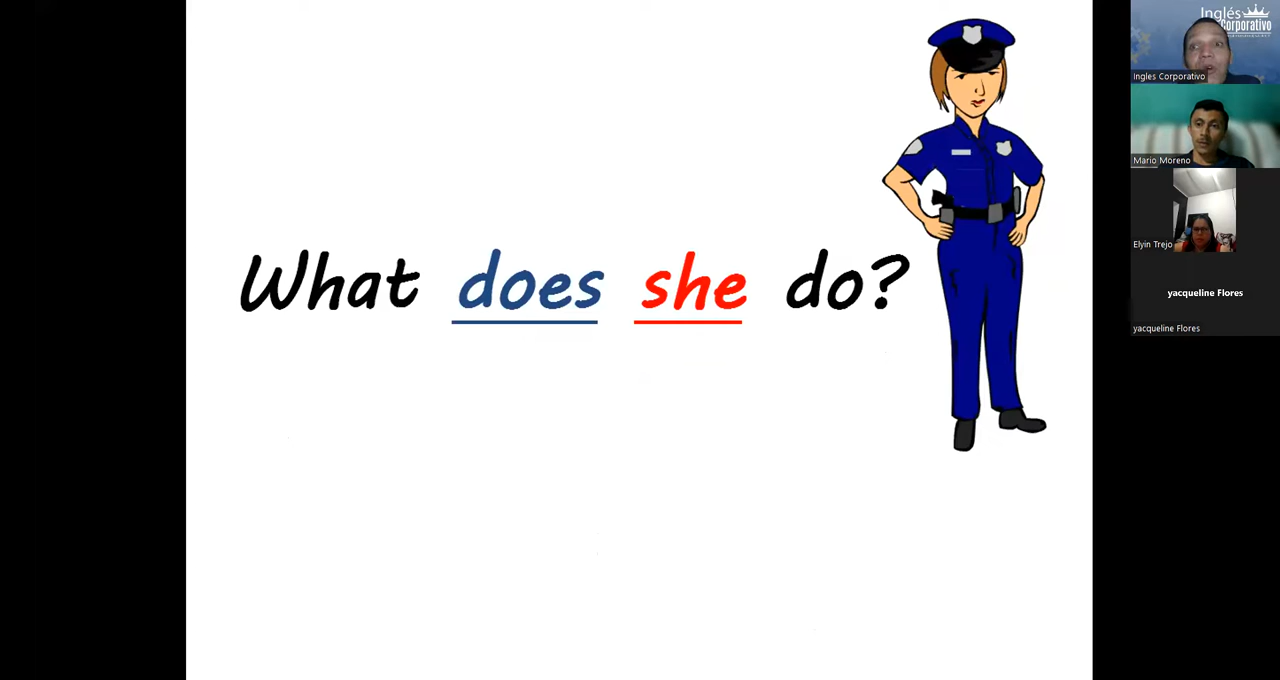 What does she do?
Inglés
Corporativo
Ingles Corporativo
Mario Moreno
Elyin Trejo
yacqueline Flores
yacqueline Flores